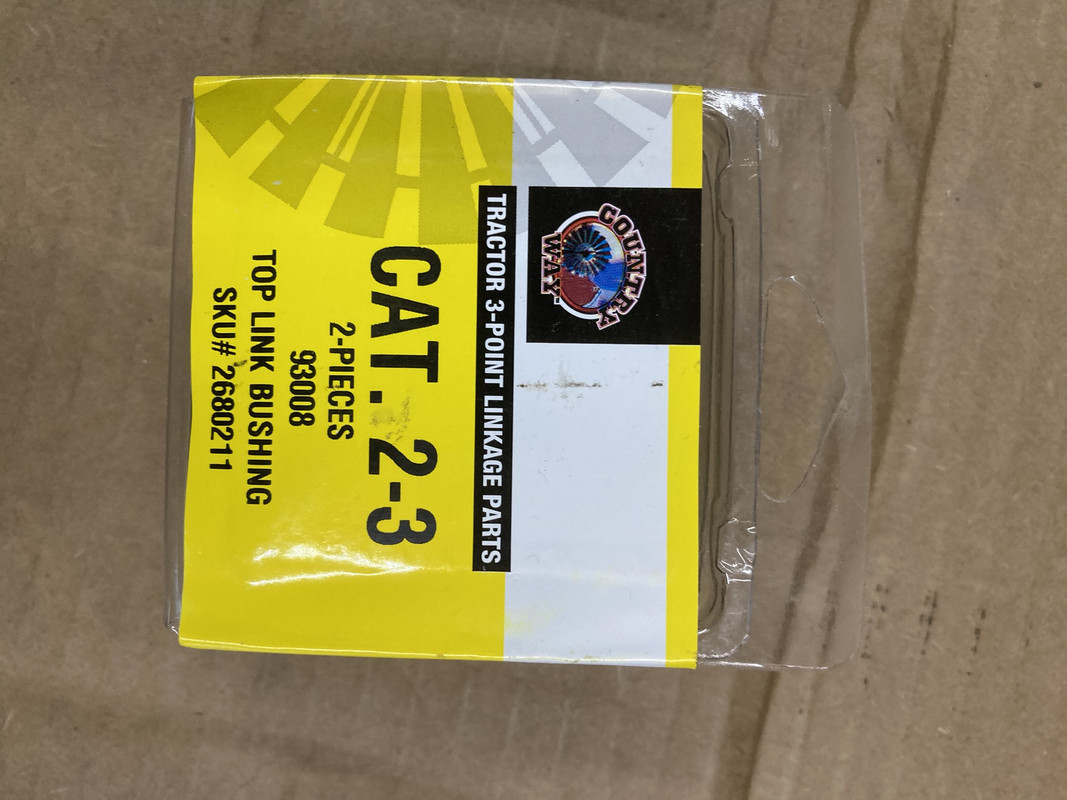 COUNTRY
WAY.
TRACTOR 3-POINT LINKAGE PARTS
CAT. 2-3
2-PIECES
93008
TOP LINK BUSHING
SKU# 2680211